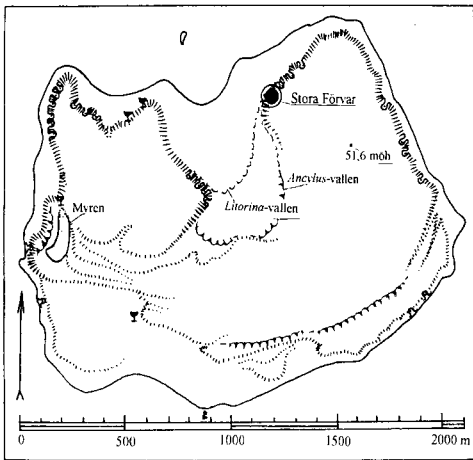 Stora Förvar
51,6 möh
Ancylus-vallen
Litorina-vallen
Myren
0 500 1000 1500 2000 m